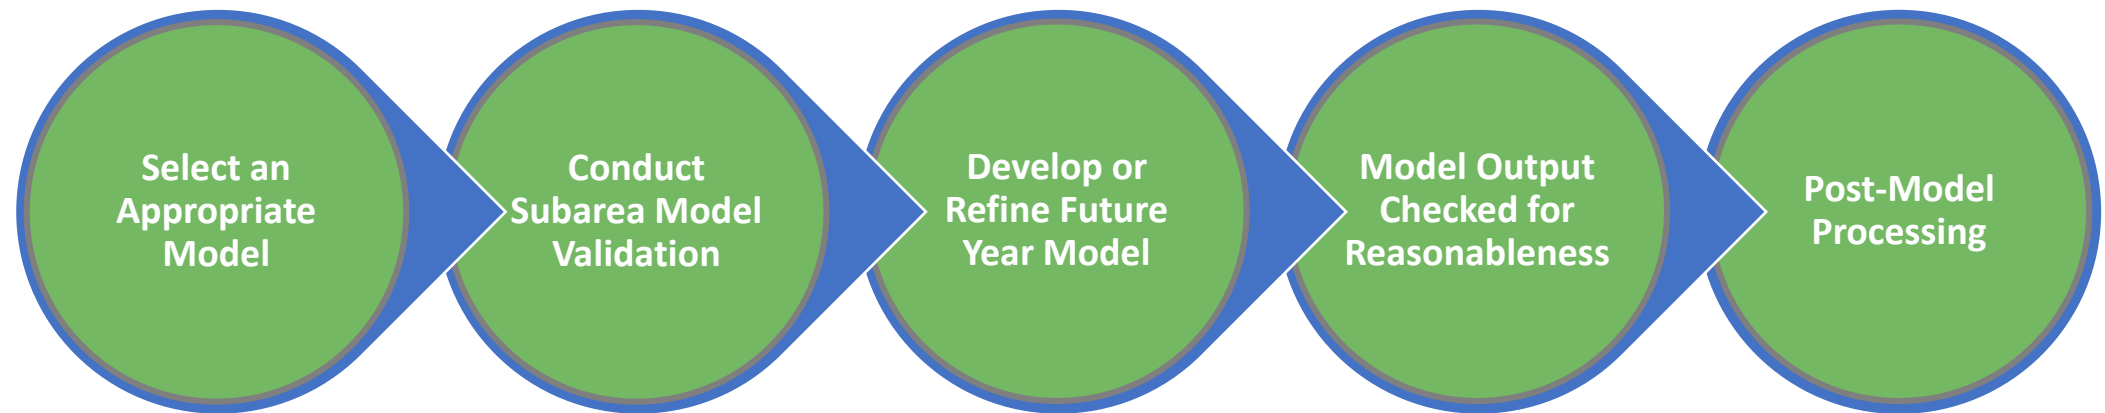 Select an
Appropriate
Model
Conduct
Subarea Model
Validation
Develop or
Refine Future
Year Model
Model Output
Checked for
Reasonableness
Post-Model
Processing